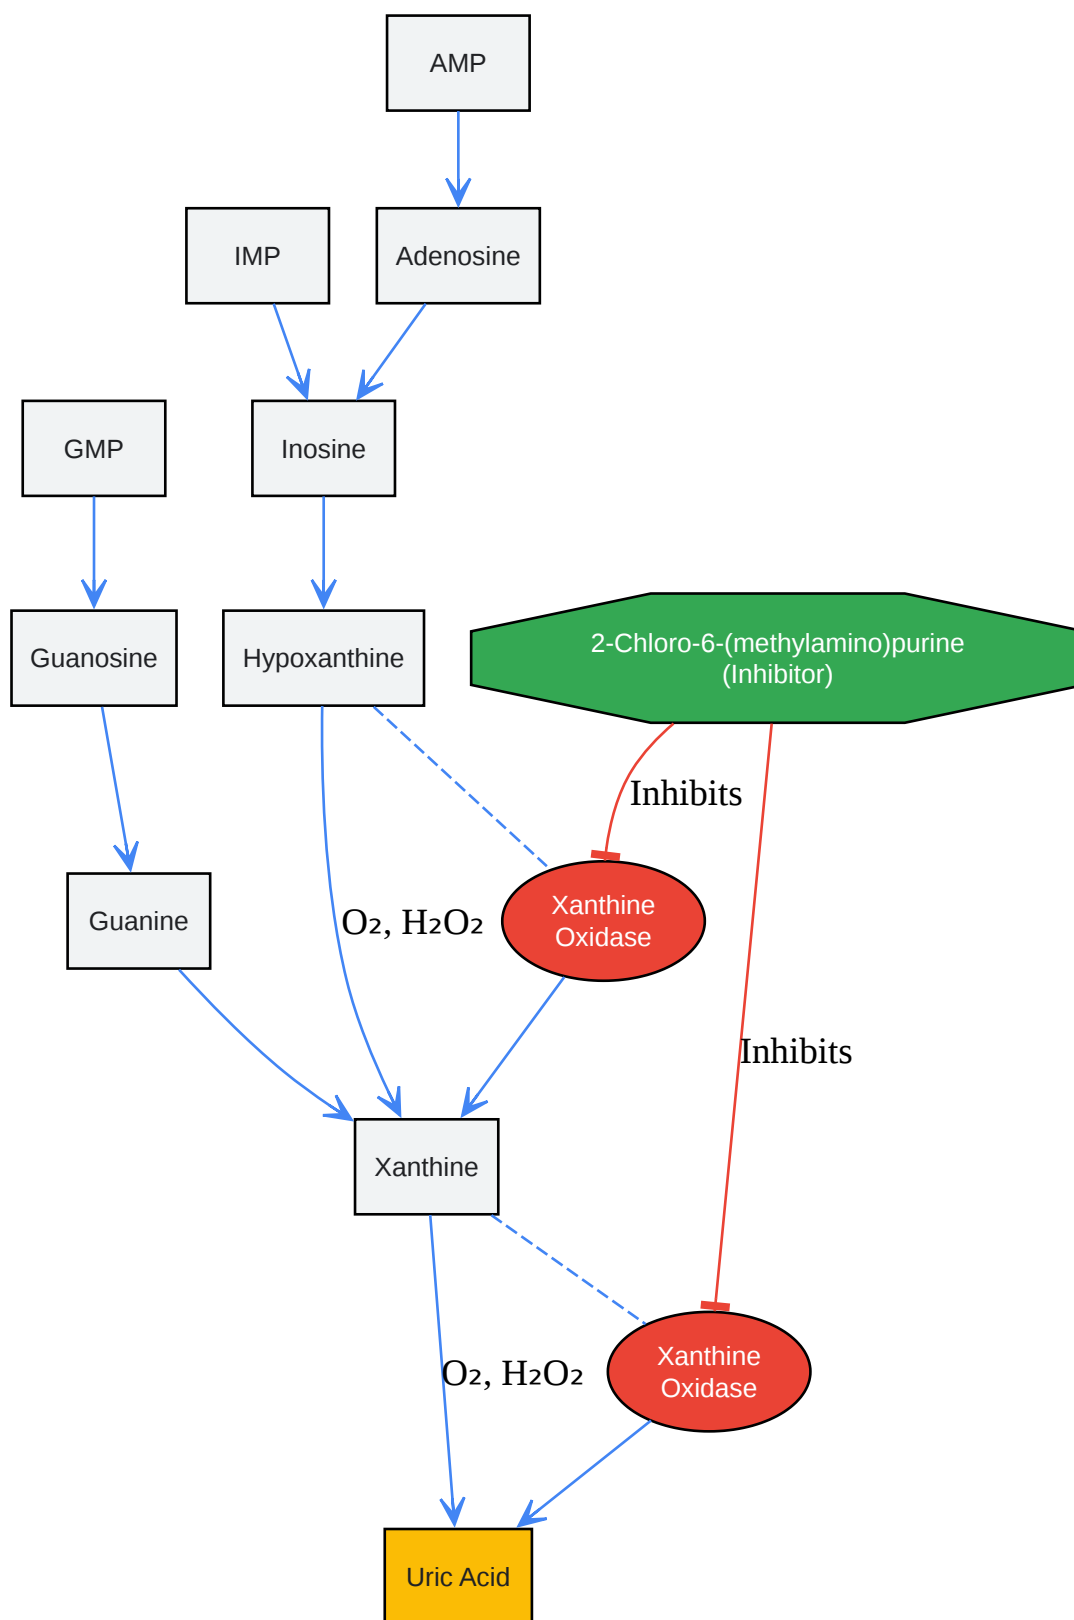 AMP
IMP
Adenosine
GMP
Inosine
Guanosine
Hypoxanthine
2-Chloro-6-(methylamino)purine
(Inhibitor)
Inhibits
Guanine
O₂, H₂O₂
Xanthine
Oxidase
Inhibits
Xanthine
O₂, H₂O₂
Xanthine
Oxidase
Uric Acid